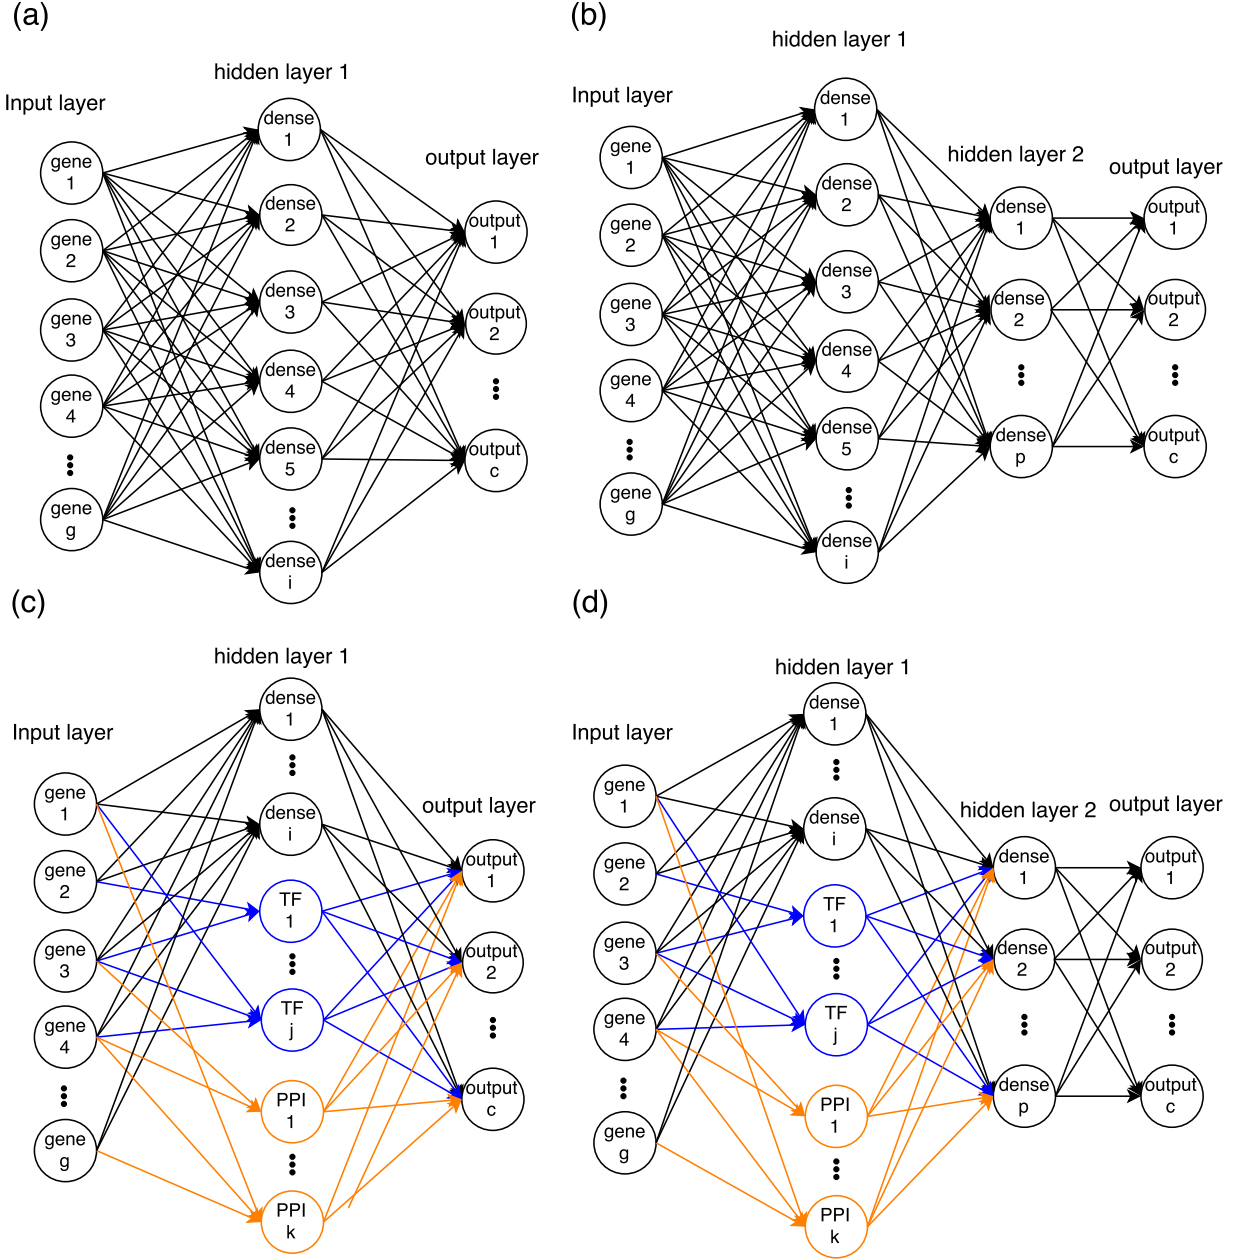 (a)
hidden layer 1
Input layer
output layer
gene
1
gene
2
gene
3
gene
4
gene
g
dense
1
dense
2
dense
3
dense
4
dense
5
dense
i
output
1
output
2
output
c
(b)
hidden layer 1
Input layer
hidden layer 2
output layer
gene
1
gene
2
gene
3
gene
4
gene
g
dense
1
dense
2
dense
3
dense
4
dense
5
dense
i
dense
1
dense
2
dense
p
output
1
output
2
output
c
(c)
hidden layer 1
Input layer
output layer
gene
1
gene
2
gene
3
gene
4
gene
g
dense
1
dense
i
TF
1
TF
j
PPI
1
PPI
k
output
1
output
2
output
c
(d)
hidden layer 1
Input layer
hidden layer 2
output layer
gene
1
gene
2
gene
3
gene
4
gene
g
dense
1
dense
i
TF
1
TF
j
PPI
1
PPI
k
dense
1
dense
2
dense
p
output
1
output
2
output
c